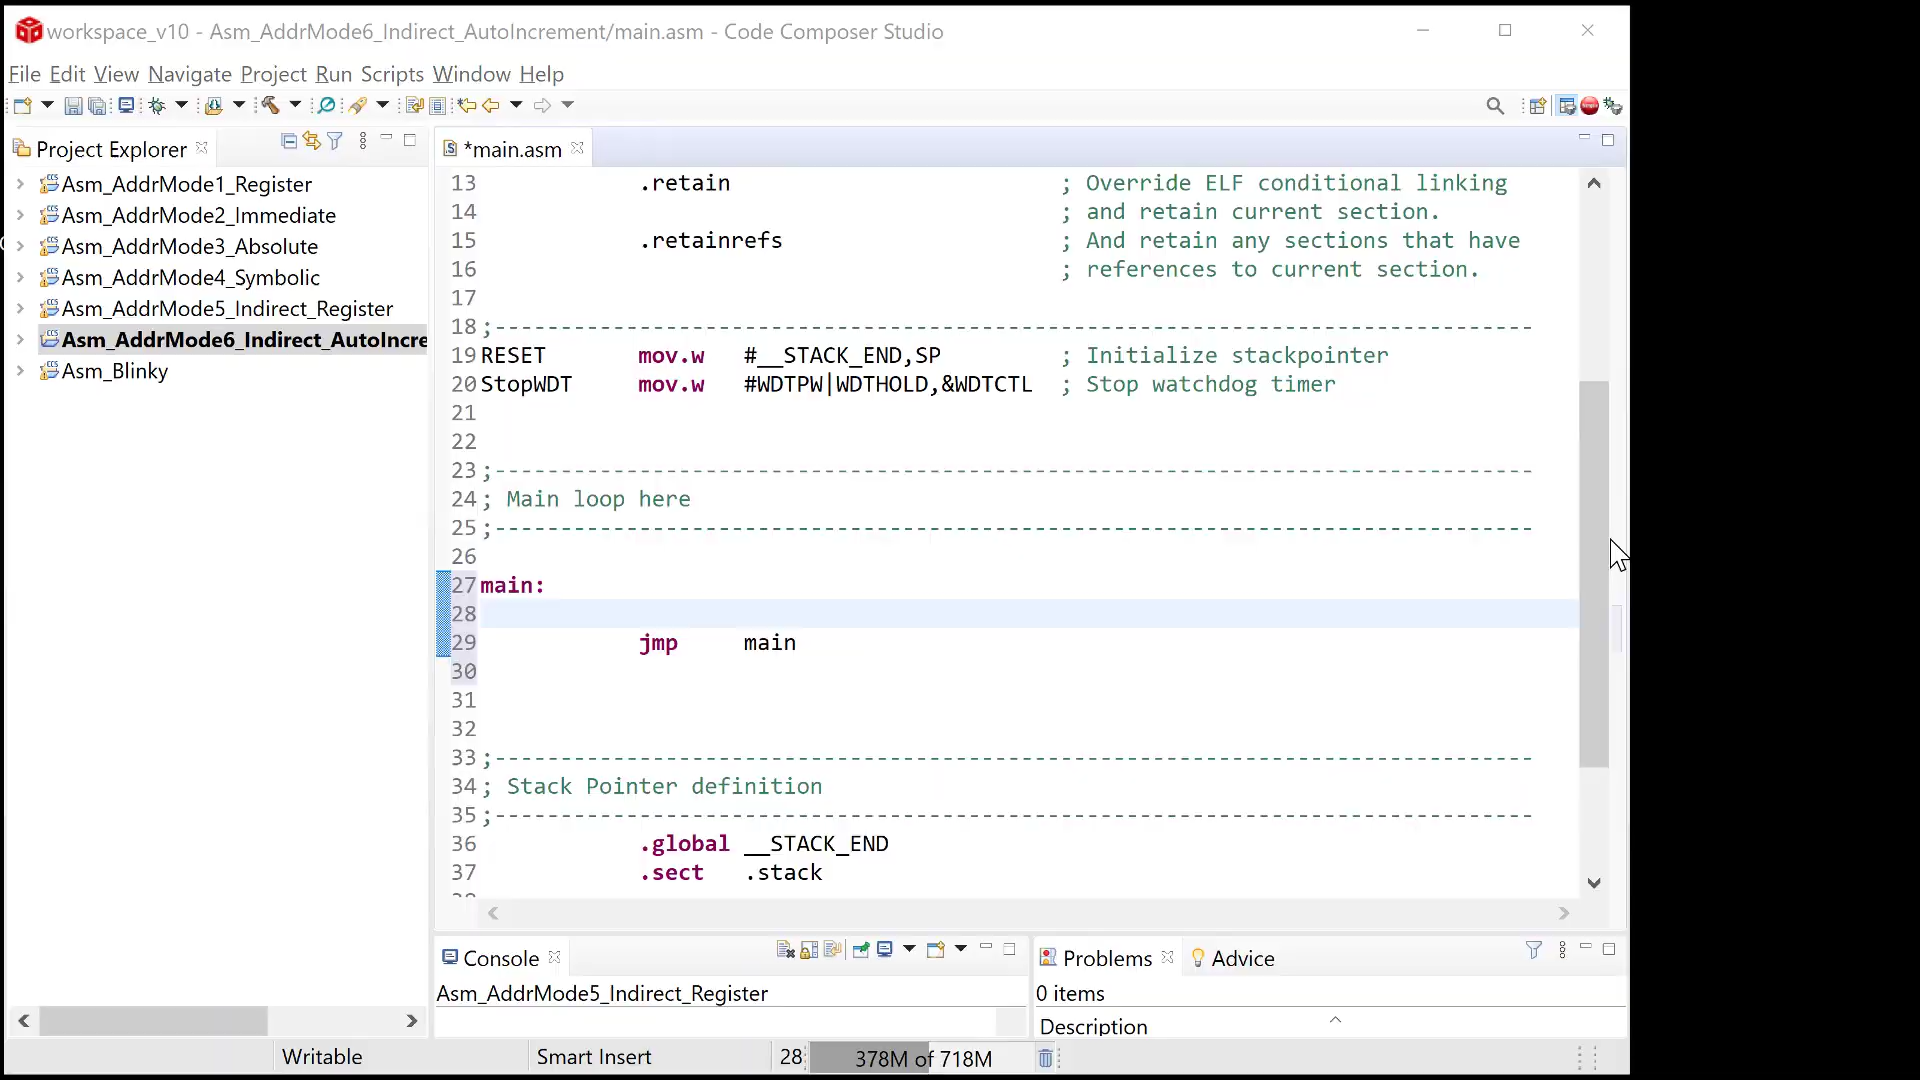 workspace_v10 - Asm_AddrMode6_Indirect_AutoIncrement/main.asm - Code Composer Studio
File Edit View Navigate Project Run Scripts Window Help
Project Explorer
Asm_AddrMode1_Register
Asm_AddrMode2_Immediate
Asm_AddrMode3_Absolute
Asm_AddrMode4_Symbolic
Asm_AddrMode5_Indirect_Register
Asm_AddrMode6_Indirect_AutoIncre
Asm_Blinky
*main.asm
13 .retain ; Override ELF conditional linking
14 ; and retain current section.
15 .retainrefs ; And retain any sections that have
16 ; references to current section.
17
18 ;-------------------------------------------------------------------------------
19 RESET mov.w #__STACK_END,SP ; Initialize stackpointer
20 StopWDT mov.w #WDTPW|WDTHOLD,&WDTCTL ; Stop watchdog timer
21
22
23 ;-------------------------------------------------------------------------------
24 ; Main loop here
25 ;-------------------------------------------------------------------------------
26
27 main:
28
29 jmp main
30
31
32
33 ;-------------------------------------------------------------------------------
34 ; Stack Pointer definition
35 ;-------------------------------------------------------------------------------
36 .global __STACK_END
37 .sect .stack
Console
Asm_AddrMode5_Indirect_Register
Problems Advice
0 items
Description
Writable Smart Insert 28 378M of 718M